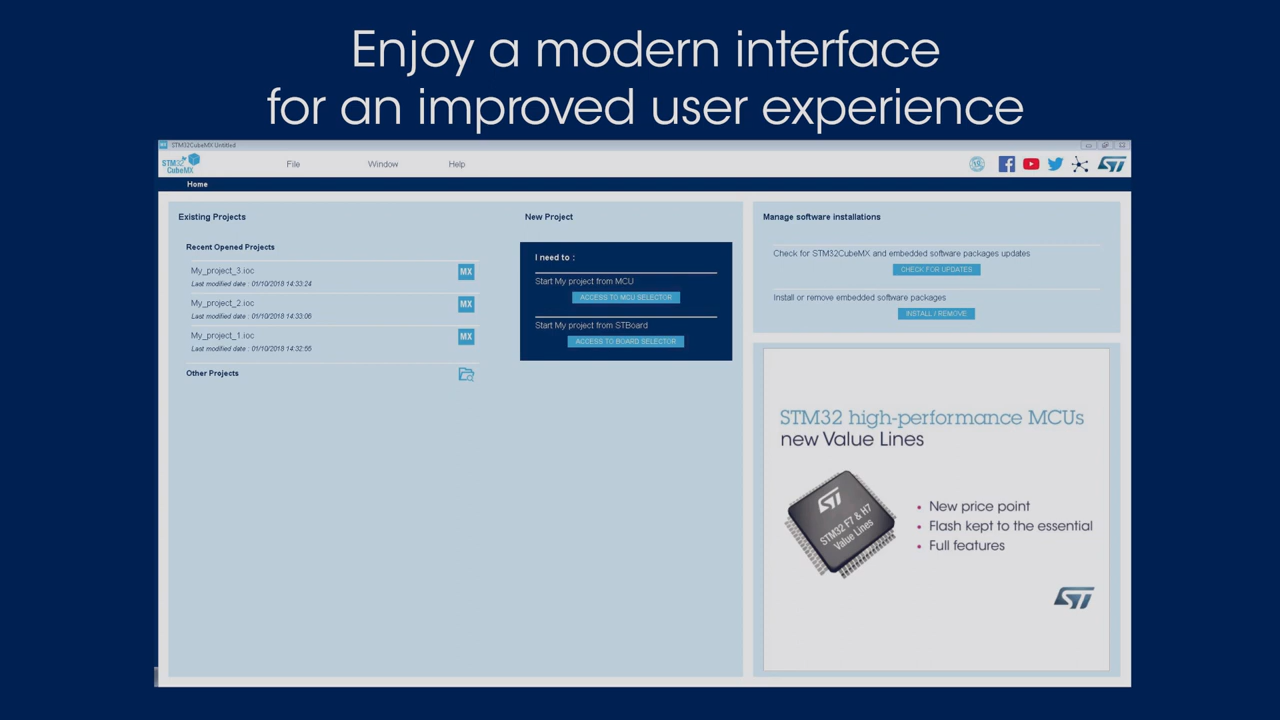 Enjoy a modern interface
for an improved user experience
MX STM32CubeMX Untitled
STM32
CubeMX
File
Window
Help
ST
Home
Existing Projects
Recent Opened Projects
My_project_3.ioc
MX
Last modified date : 01/10/2018 14:33:24
My_project_2.ioc
MX
Last modified date : 01/10/2018 14:33:06
My_project_1.ioc
MX
Last modified date : 01/10/2018 14:32:56
Other Projects
New Project
I need to :
Start My project from MCU
ACCESS TO MCU SELECTOR
Start My project from STBoard
ACCESS TO BOARD SELECTOR
Manage software installations
Check for STM32CubeMX and embedded software packages updates
CHECK FOR UPDATES
Install or remove embedded software packages
INSTALL / REMOVE
STM32 high-performance MCUs
new Value Lines
ST
STM32 F7 & H7
Value Lines
• New price point
• Flash kept to the essential
• Full features
ST